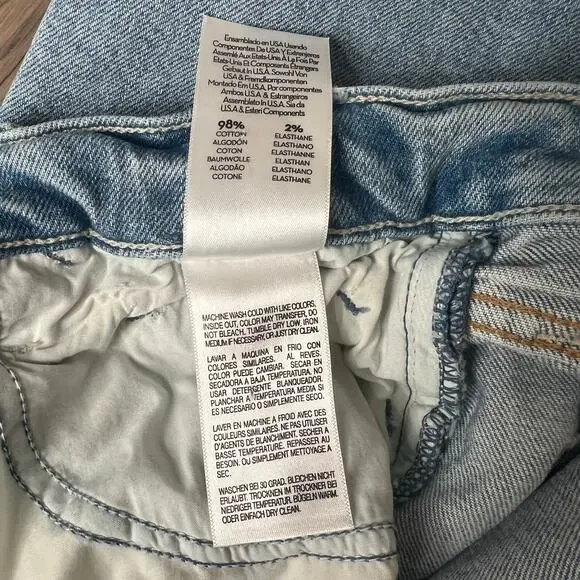 Ensamblado en USA Usando
Componentes De USA Y Extranjeros
Assemlé Aux Etats-Unis A La Fois Par
Etats-Unis Et Composants Etrangers
Gebaut In U.S.A. Sowohl Von
USA & Fremdkomponenten
Montado Em U.S.A, Por componentes
Ambos U.S.A & Estrangeiros
Assemblato In U.S.A. Sia da
U.S.A & Esteri Componenti
98% 2%
COTTON ELASTHANE
ALGODÓN ELASTHANO
COTON ELASTHANNE
BAUMWOLLE ELASTHAN
ALGODÃO ELASTHANO
COTONE ELASTHANE
MACHINE WASH COLD WITH LIKE COLORS,
INSIDE OUT, COLOR MAY TRANSFER, DO
NOT BLEACH. TUMBLE DRY LOW, IRON
MEDIUM IF NECESSARY, OR JUST DRY CLEAN.
LAVAR A MAQUINA EN FRIO CON
COLORES SIMILARES. AL REVES.
COLOR PUEDE CAMBIAR. SECAR EN
SECADORA A BAJA TEMPERATURA, NO
USAR DETERGENTE BLANQUEADOR.
PLANCHAR A TEMPERATURA MEDIA SI
ES NECESARIO O SIMPLEMENTE SECO.
LAVER EN MACHINE A FROID AVEC DES
COULEURS SIMILAIRES. NE PAS UTILISER
D'AGENTS DE BLANCHIMENT. SECHER A
BASSE TEMPERATURE. REPASSER AU
BESOIN. OU SIMPLEMENT METTOYAGE A
SEC.
WASCHEN BEI 30 GRAD. BLEICHEN NICHT
ERLAUBT. TROCKNEN IM TROCKNER BEI
NIEDRIGER TEMPERATUR. BÜGELN WARM.
ODER EINFACH DRY CLEAN.